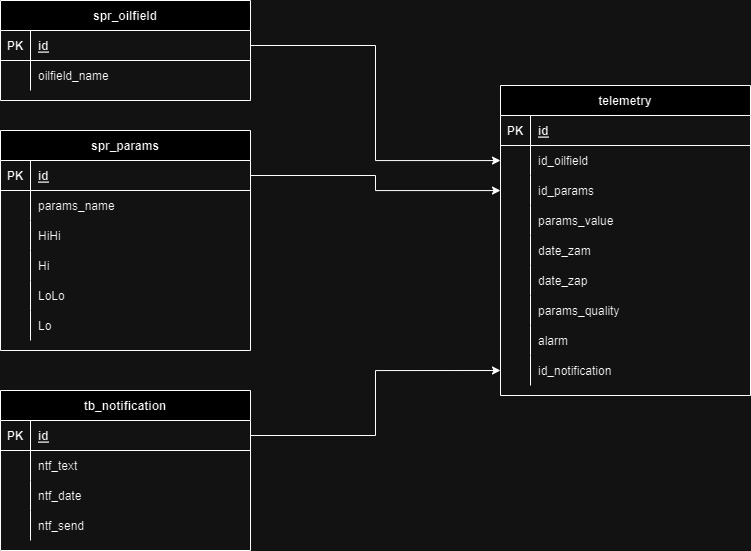 spr_oilfield
PK id
oilfield_name
spr_params
PK id
params_name
HiHi
Hi
LoLo
Lo
tb_notification
PK id
ntf_text
ntf_date
ntf_send
telemetry
PK id
id_oilfield
id_params
params_value
date_zam
date_zap
params_quality
alarm
id_notification